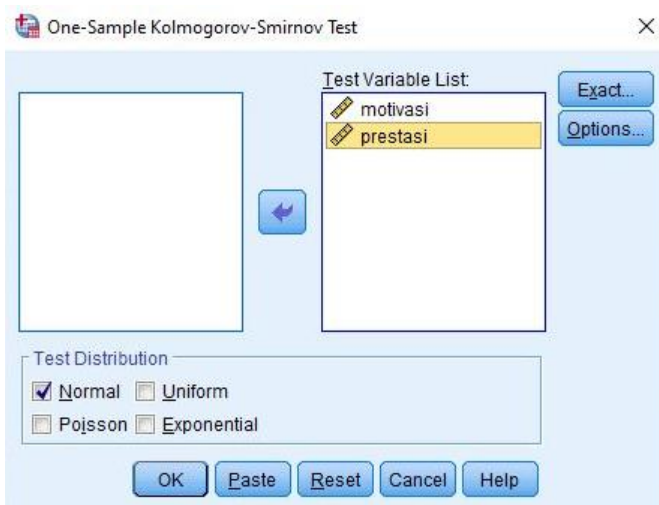 One-Sample Kolmogorov-Smirnov Test
Test Variable List:
motivasi
prestasi
Exact...
Options...
Test Distribution
Normal Uniform
Poisson Exponential
OK Paste Reset Cancel Help